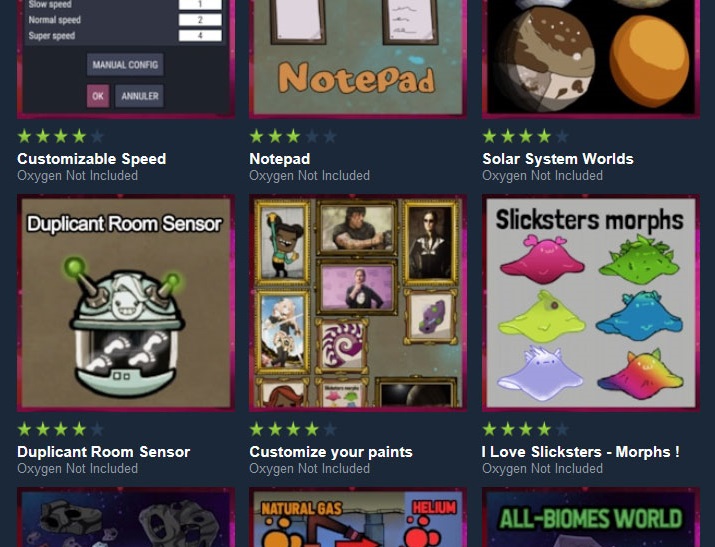 Slow speed 1
Normal speed 2
Super speed 4
MANUAL CONFIG
OK ANNULER
NOTEPAD
Customizable Speed
Oxygen Not Included
Notepad
Oxygen Not Included
Solar System Worlds
Oxygen Not Included
Duplicant Room Sensor
Slicksters morphs
Slicksters morphs
Duplicant Room Sensor
Oxygen Not Included
Customize your paints
Oxygen Not Included
I Love Slicksters - Morphs !
Oxygen Not Included
NATURAL GAS
HELIUM
ALL-BIOMES WORLD